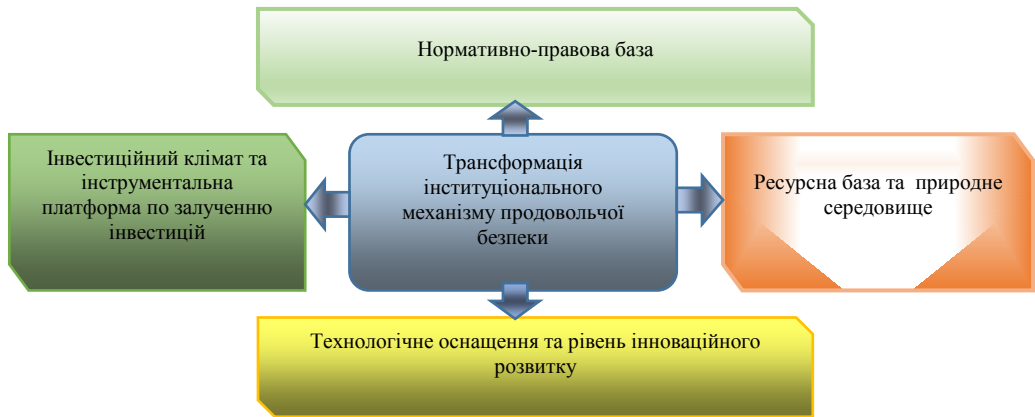 Нормативно-правова база
Інвестиційний клімат та
інструментальна
платформа по залученню
інвестицій
Трансформація
інституціонального
механізму продовольчої
безпеки
Ресурсна база та природне
середовище
Технологічне оснащення та рівень інноваційного
розвитку